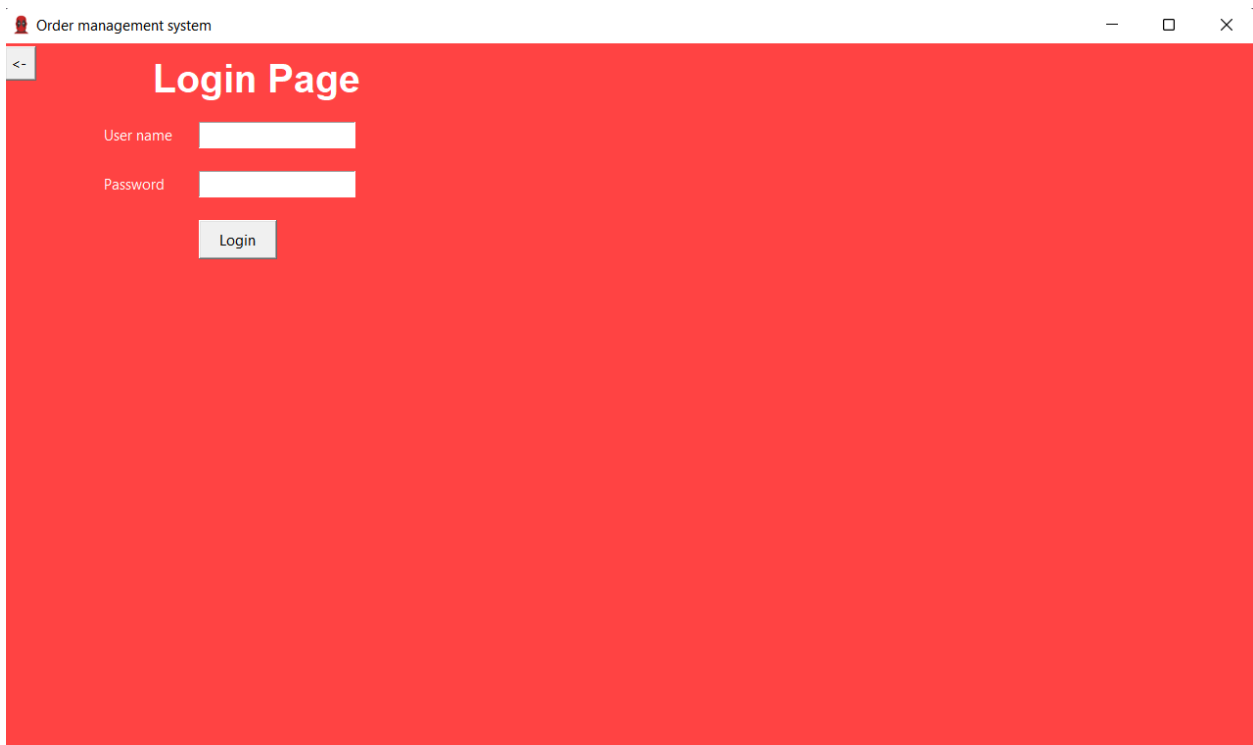 Order management system
<-
Login Page
User name
Password
Login